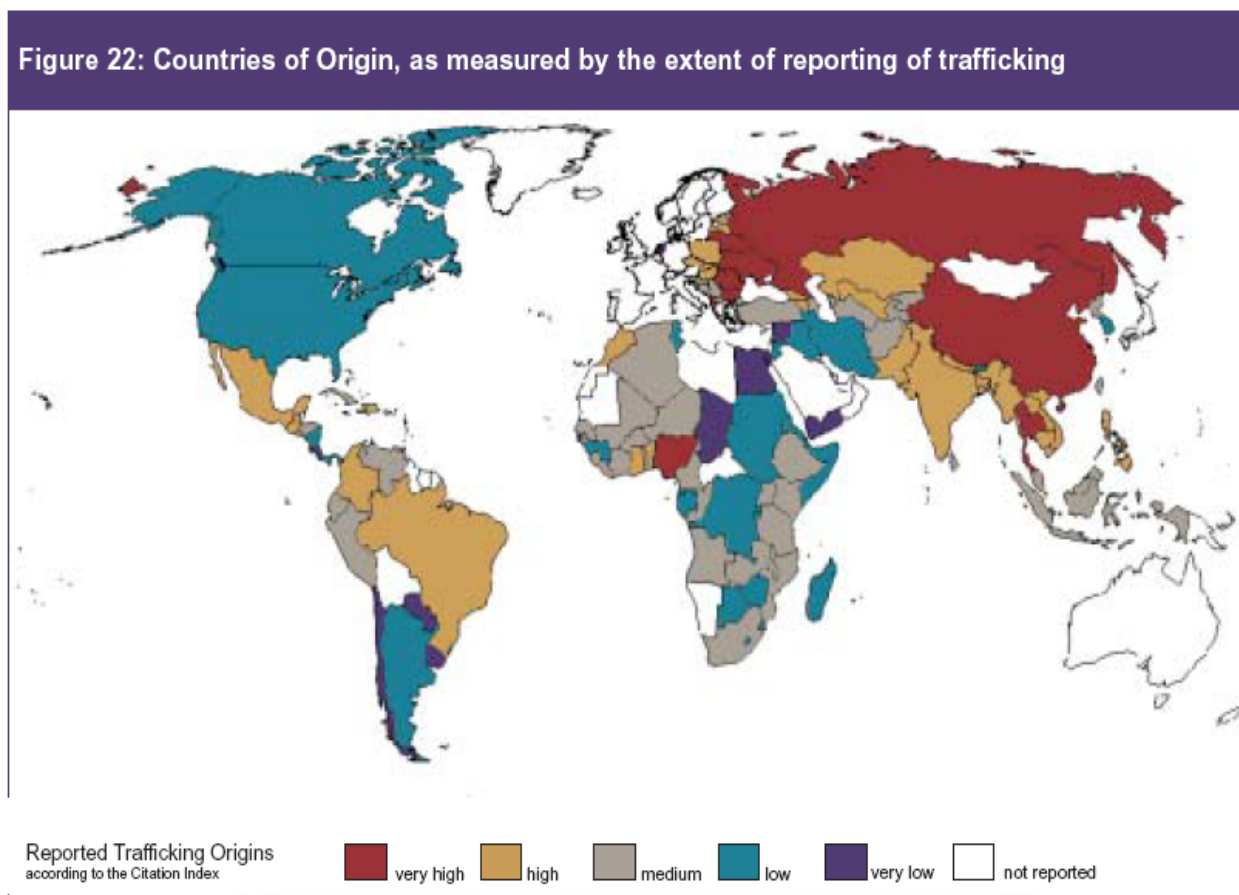 Figure 22: Countries of Origin, as measured by the extent of reporting of trafficking
Reported Trafficking Origins
according to the Citation Index
very high
high
medium
low
very low
not reported